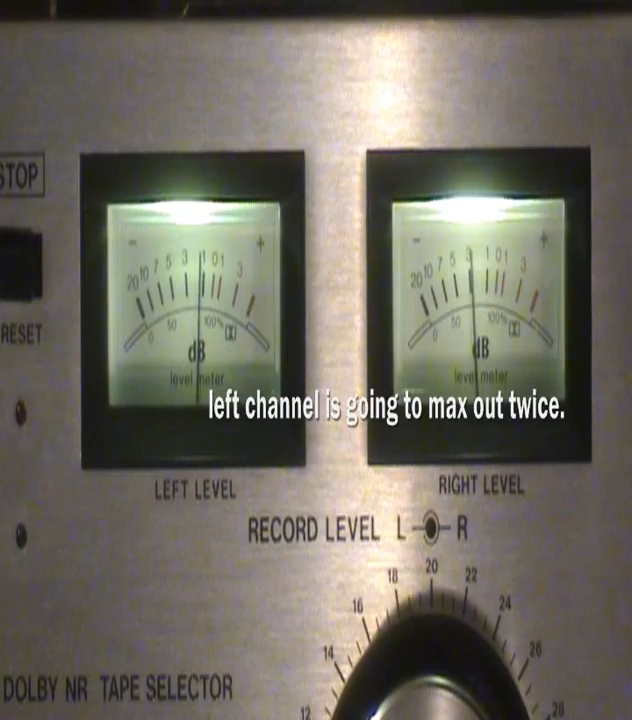 STOP
RESET
- +
20 10 7 5 3 1 0 1 3
0 50 100%
dB
level meter
- +
20 10 7 5 3 1 0 1 3
0 50 100%
dB
level meter
left channel is going to max out twice.
LEFT LEVEL
RIGHT LEVEL
RECORD LEVEL L R
12 14 16 18 20 22 24 26 28
DOLBY NR TAPE SELECTOR